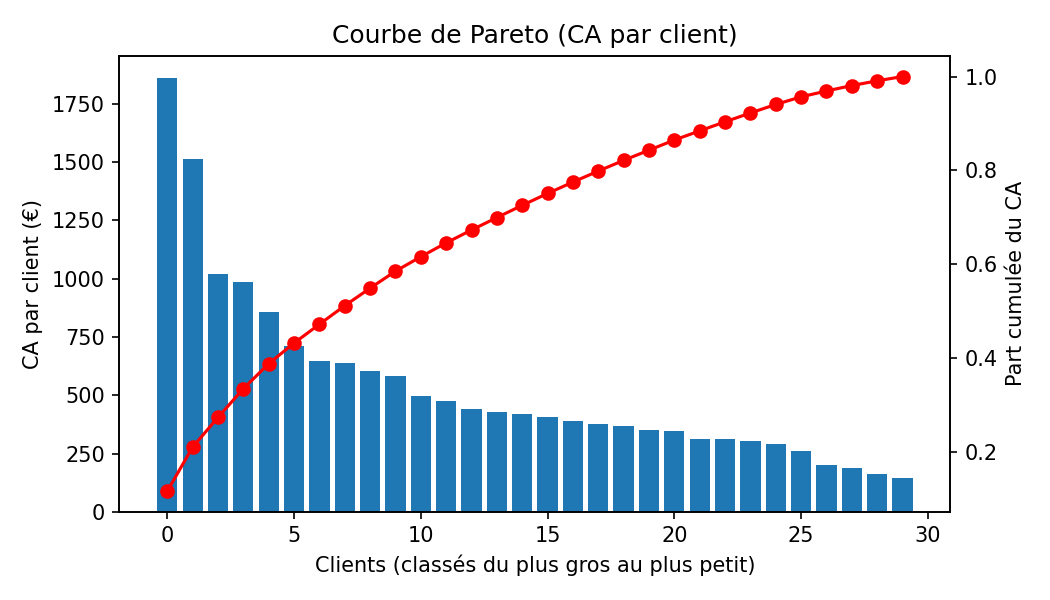 Courbe de Pareto (CA par client)
CA par client (€)
1750
1500
1250
1000
750
500
250
0
1.0
0.8
0.6
0.4
0.2
Part cumulée du CA
0 5 10 15 20 25 30
Clients (classés du plus gros au plus petit)